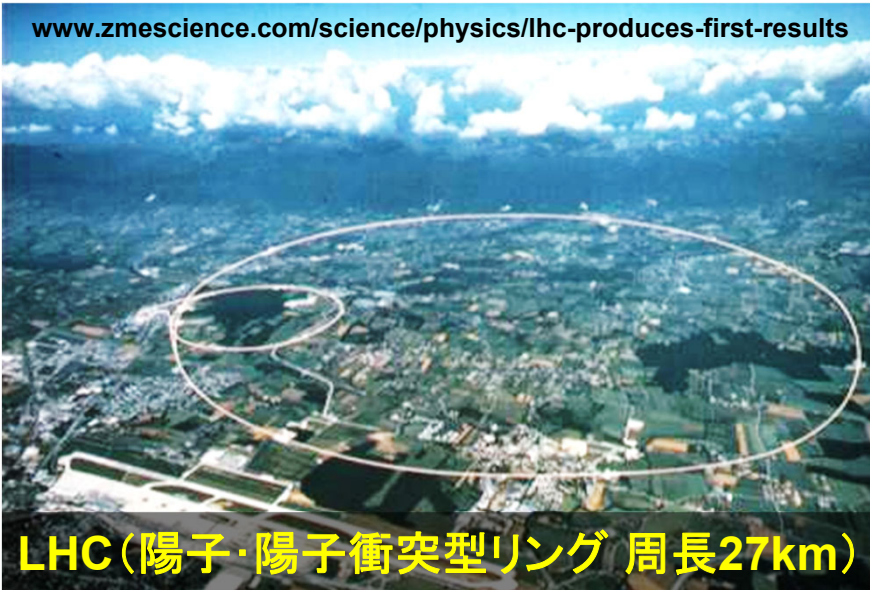 www.zmescience.com/science/physics/lhc-produces-first-results
LHC(陽子・陽子衝突型リング 周長27km)